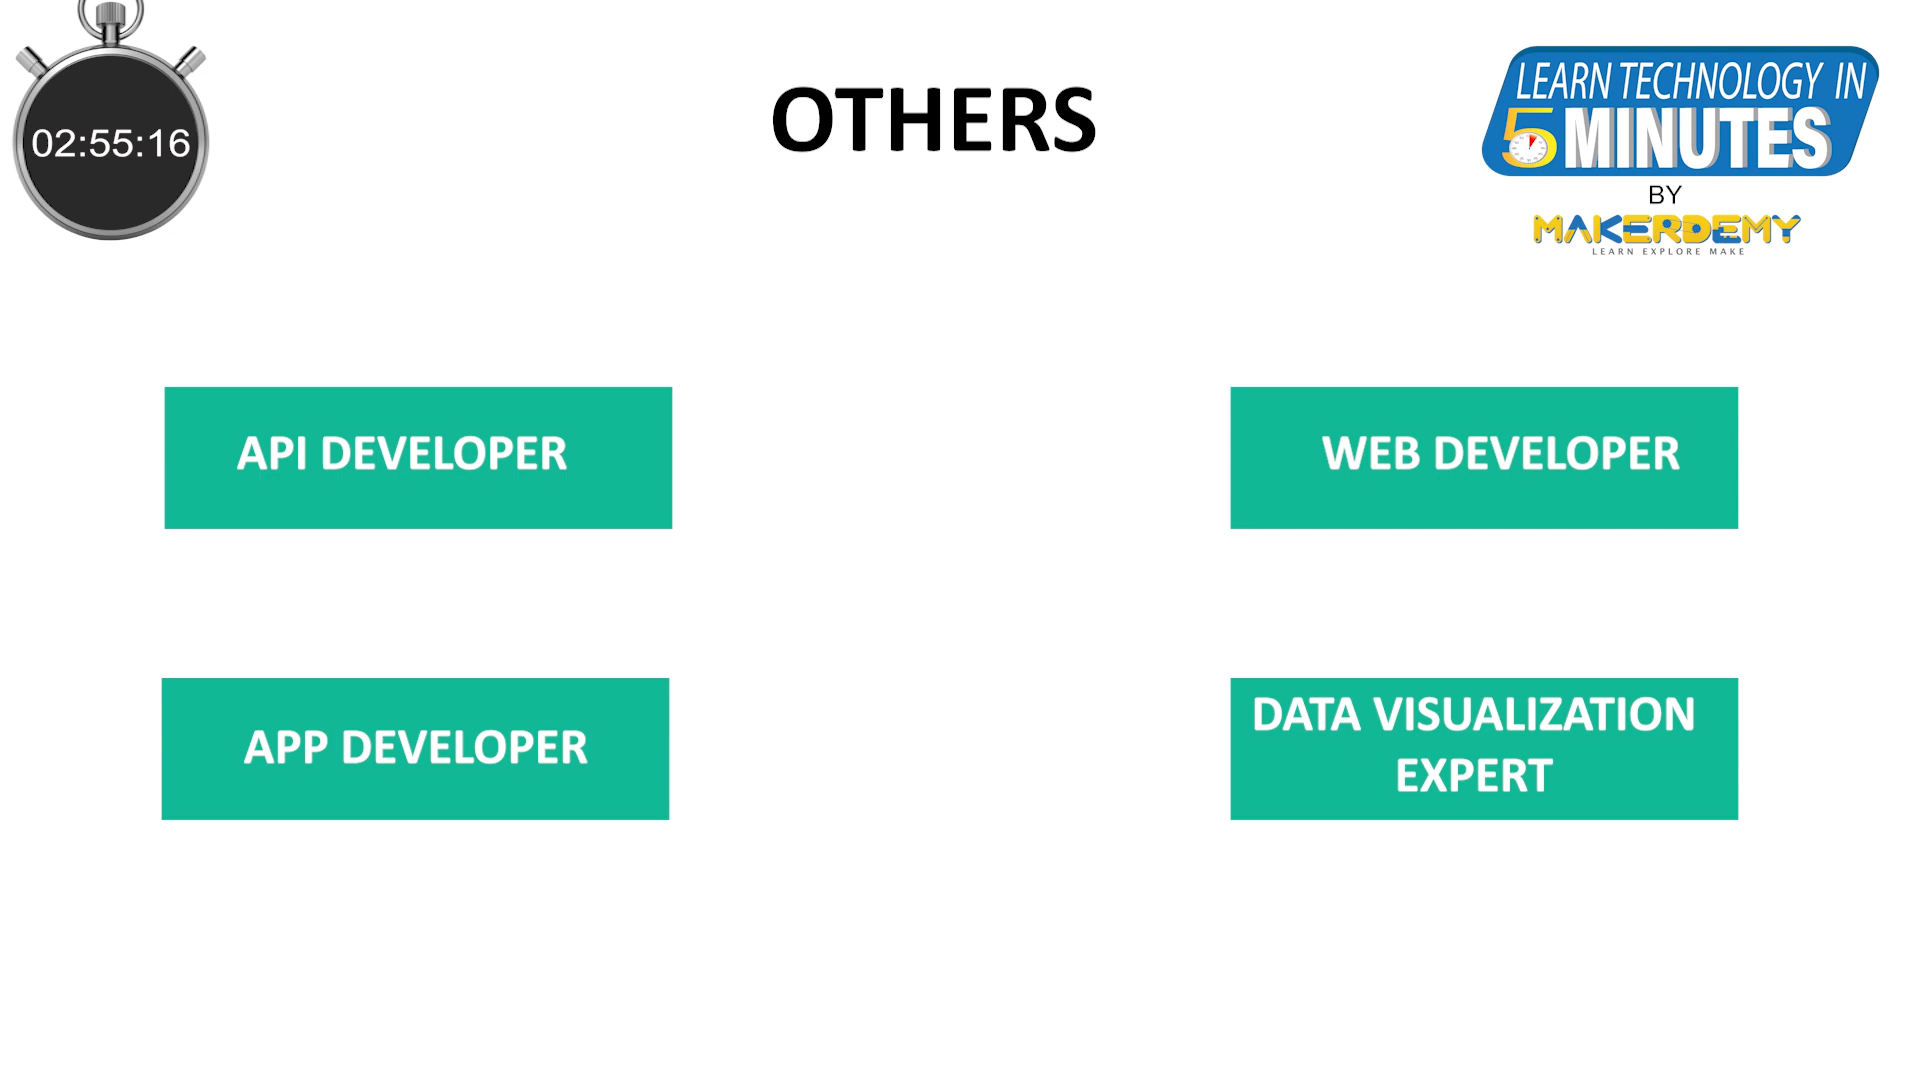 02:55:16
OTHERS
LEARN TECHNOLOGY IN
5 MINUTES
BY
MAKERDEMY
LEARN EXPLORE MAKE
API DEVELOPER
WEB DEVELOPER
APP DEVELOPER
DATA VISUALIZATION
EXPERT